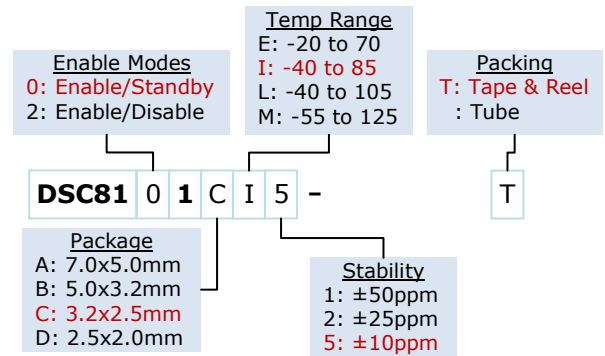 Temp Range
E: -20 to 70
I: -40 to 85
L: -40 to 105
M: -55 to 125
Enable Modes
0: Enable/Standby
2: Enable/Disable
Packing
T: Tape & Reel
: Tube
DSC81 0 1 C I 5 - T
Package
A: 7.0x5.0mm
B: 5.0x3.2mm
C: 3.2x2.5mm
D: 2.5x2.0mm
Stability
1: ±50ppm
2: ±25ppm
5: ±10ppm